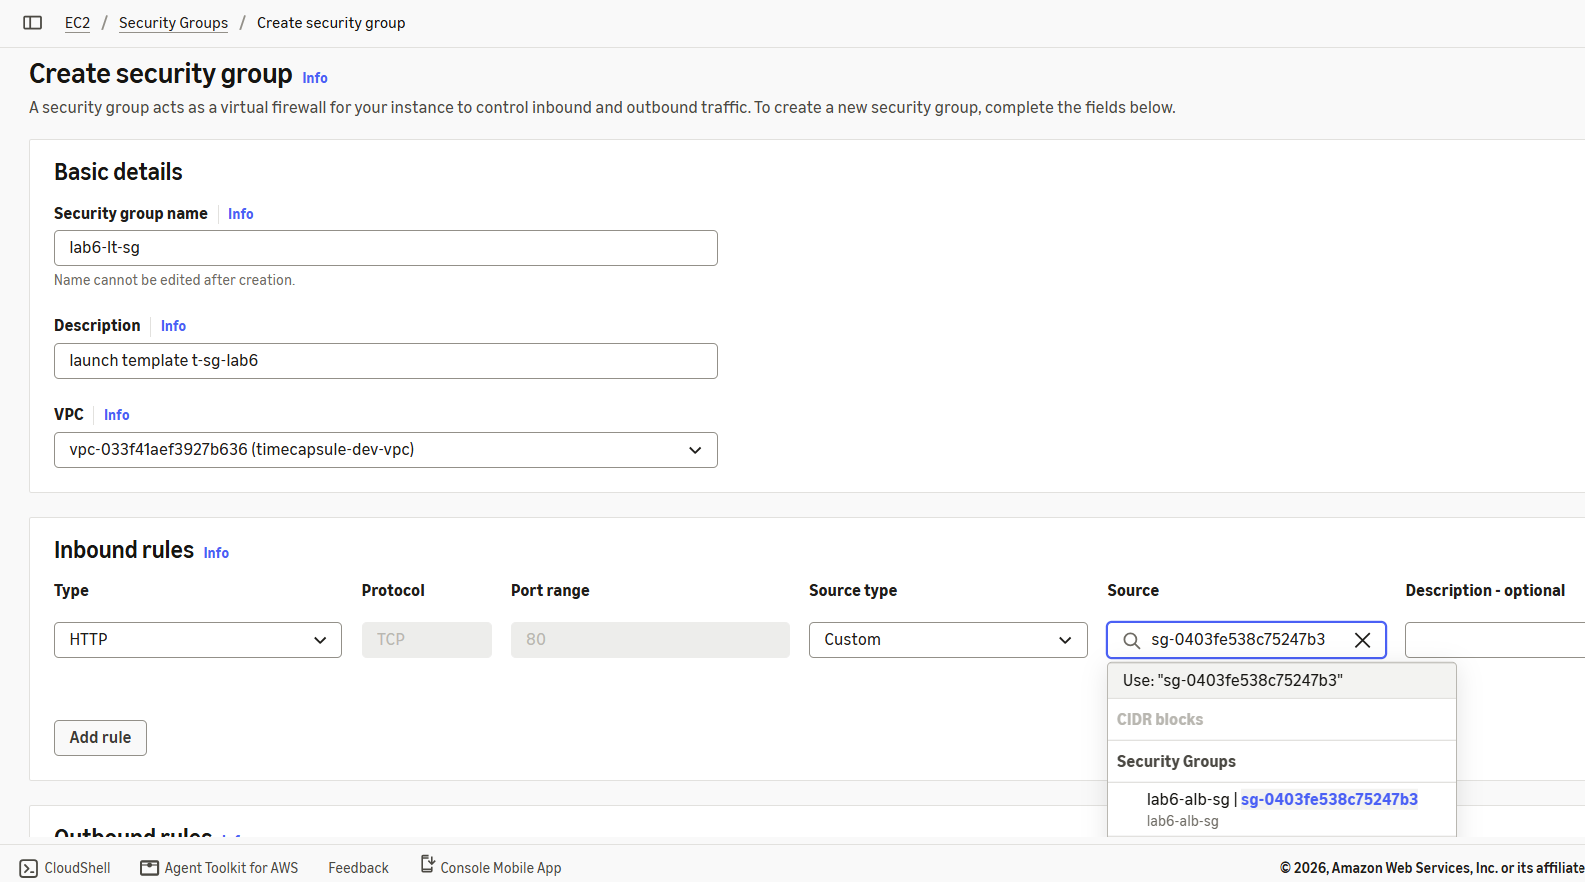 EC2 / Security Groups / Create security group
Create security group Info
A security group acts as a virtual firewall for your instance to control inbound and outbound traffic. To create a new security group, complete the fields below.
Basic details
Security group name Info
lab6-lt-sg
Name cannot be edited after creation.
Description Info
launch template t-sg-lab6
VPC Info
vpc-033f41aef3927b636 (timecapsule-dev-vpc)
Inbound rules Info
Type Protocol Port range Source type Source Description - optional
HTTP TCP 80 Custom sg-0403fe538c75247b3
Use: "sg-0403fe538c75247b3"
CIDR blocks
Add rule
Security Groups
lab6-alb-sg | sg-0403fe538c75247b3
lab6-alb-sg
Outbound rules Info
CloudShell Agent Toolkit for AWS Feedback Console Mobile App © 2026, Amazon Web Services, Inc. or its affiliate